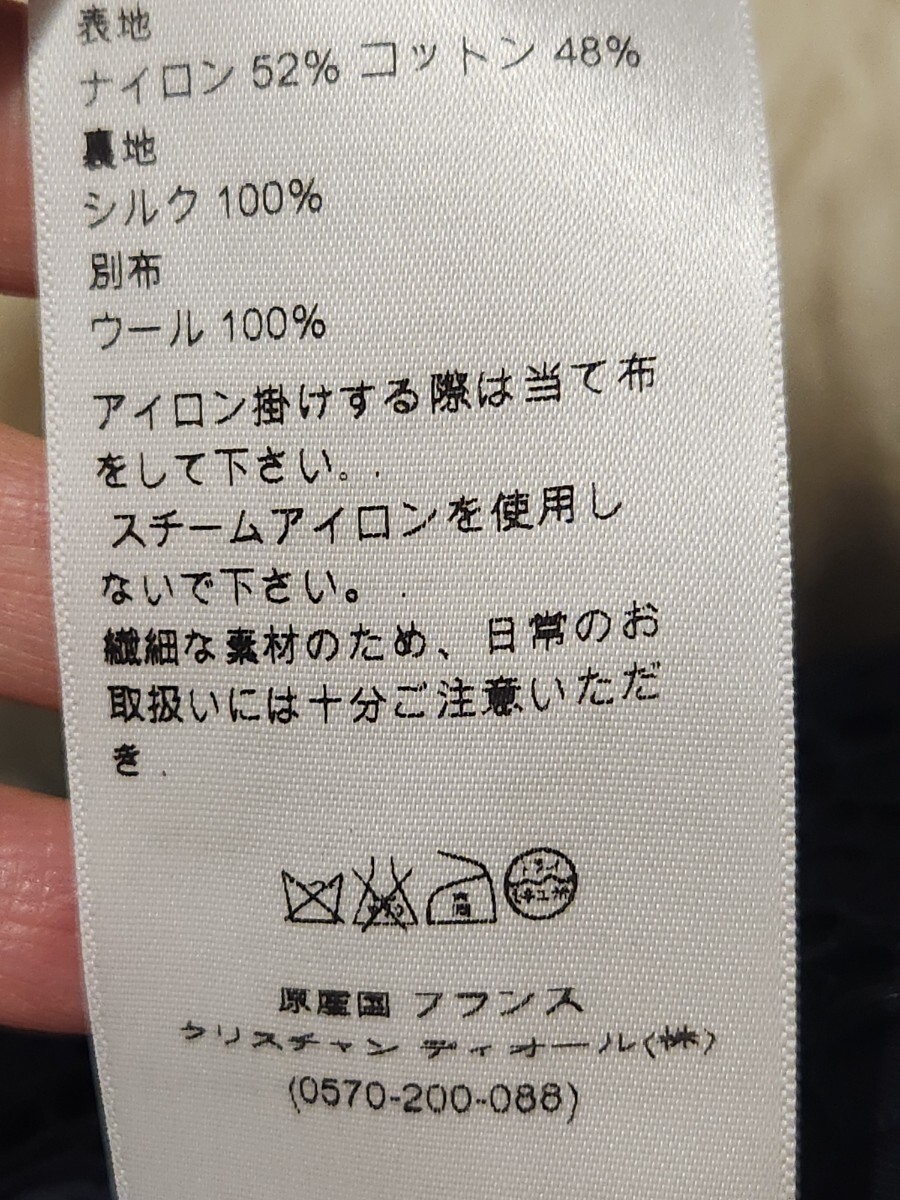 表地
ナイロン 52% コットン 48%
裏地
シルク 100%
別布
ウール 100%
アイロン掛けする際は当て布
をして下さい。.
スチームアイロンを使用し
ないで下さい。.
繊細な素材のため、日常のお
取扱いには十分ご注意いただ
き.
高
ドライ
原産国 フランス
クリスチャン ディオール(株)
(0570-200-088)